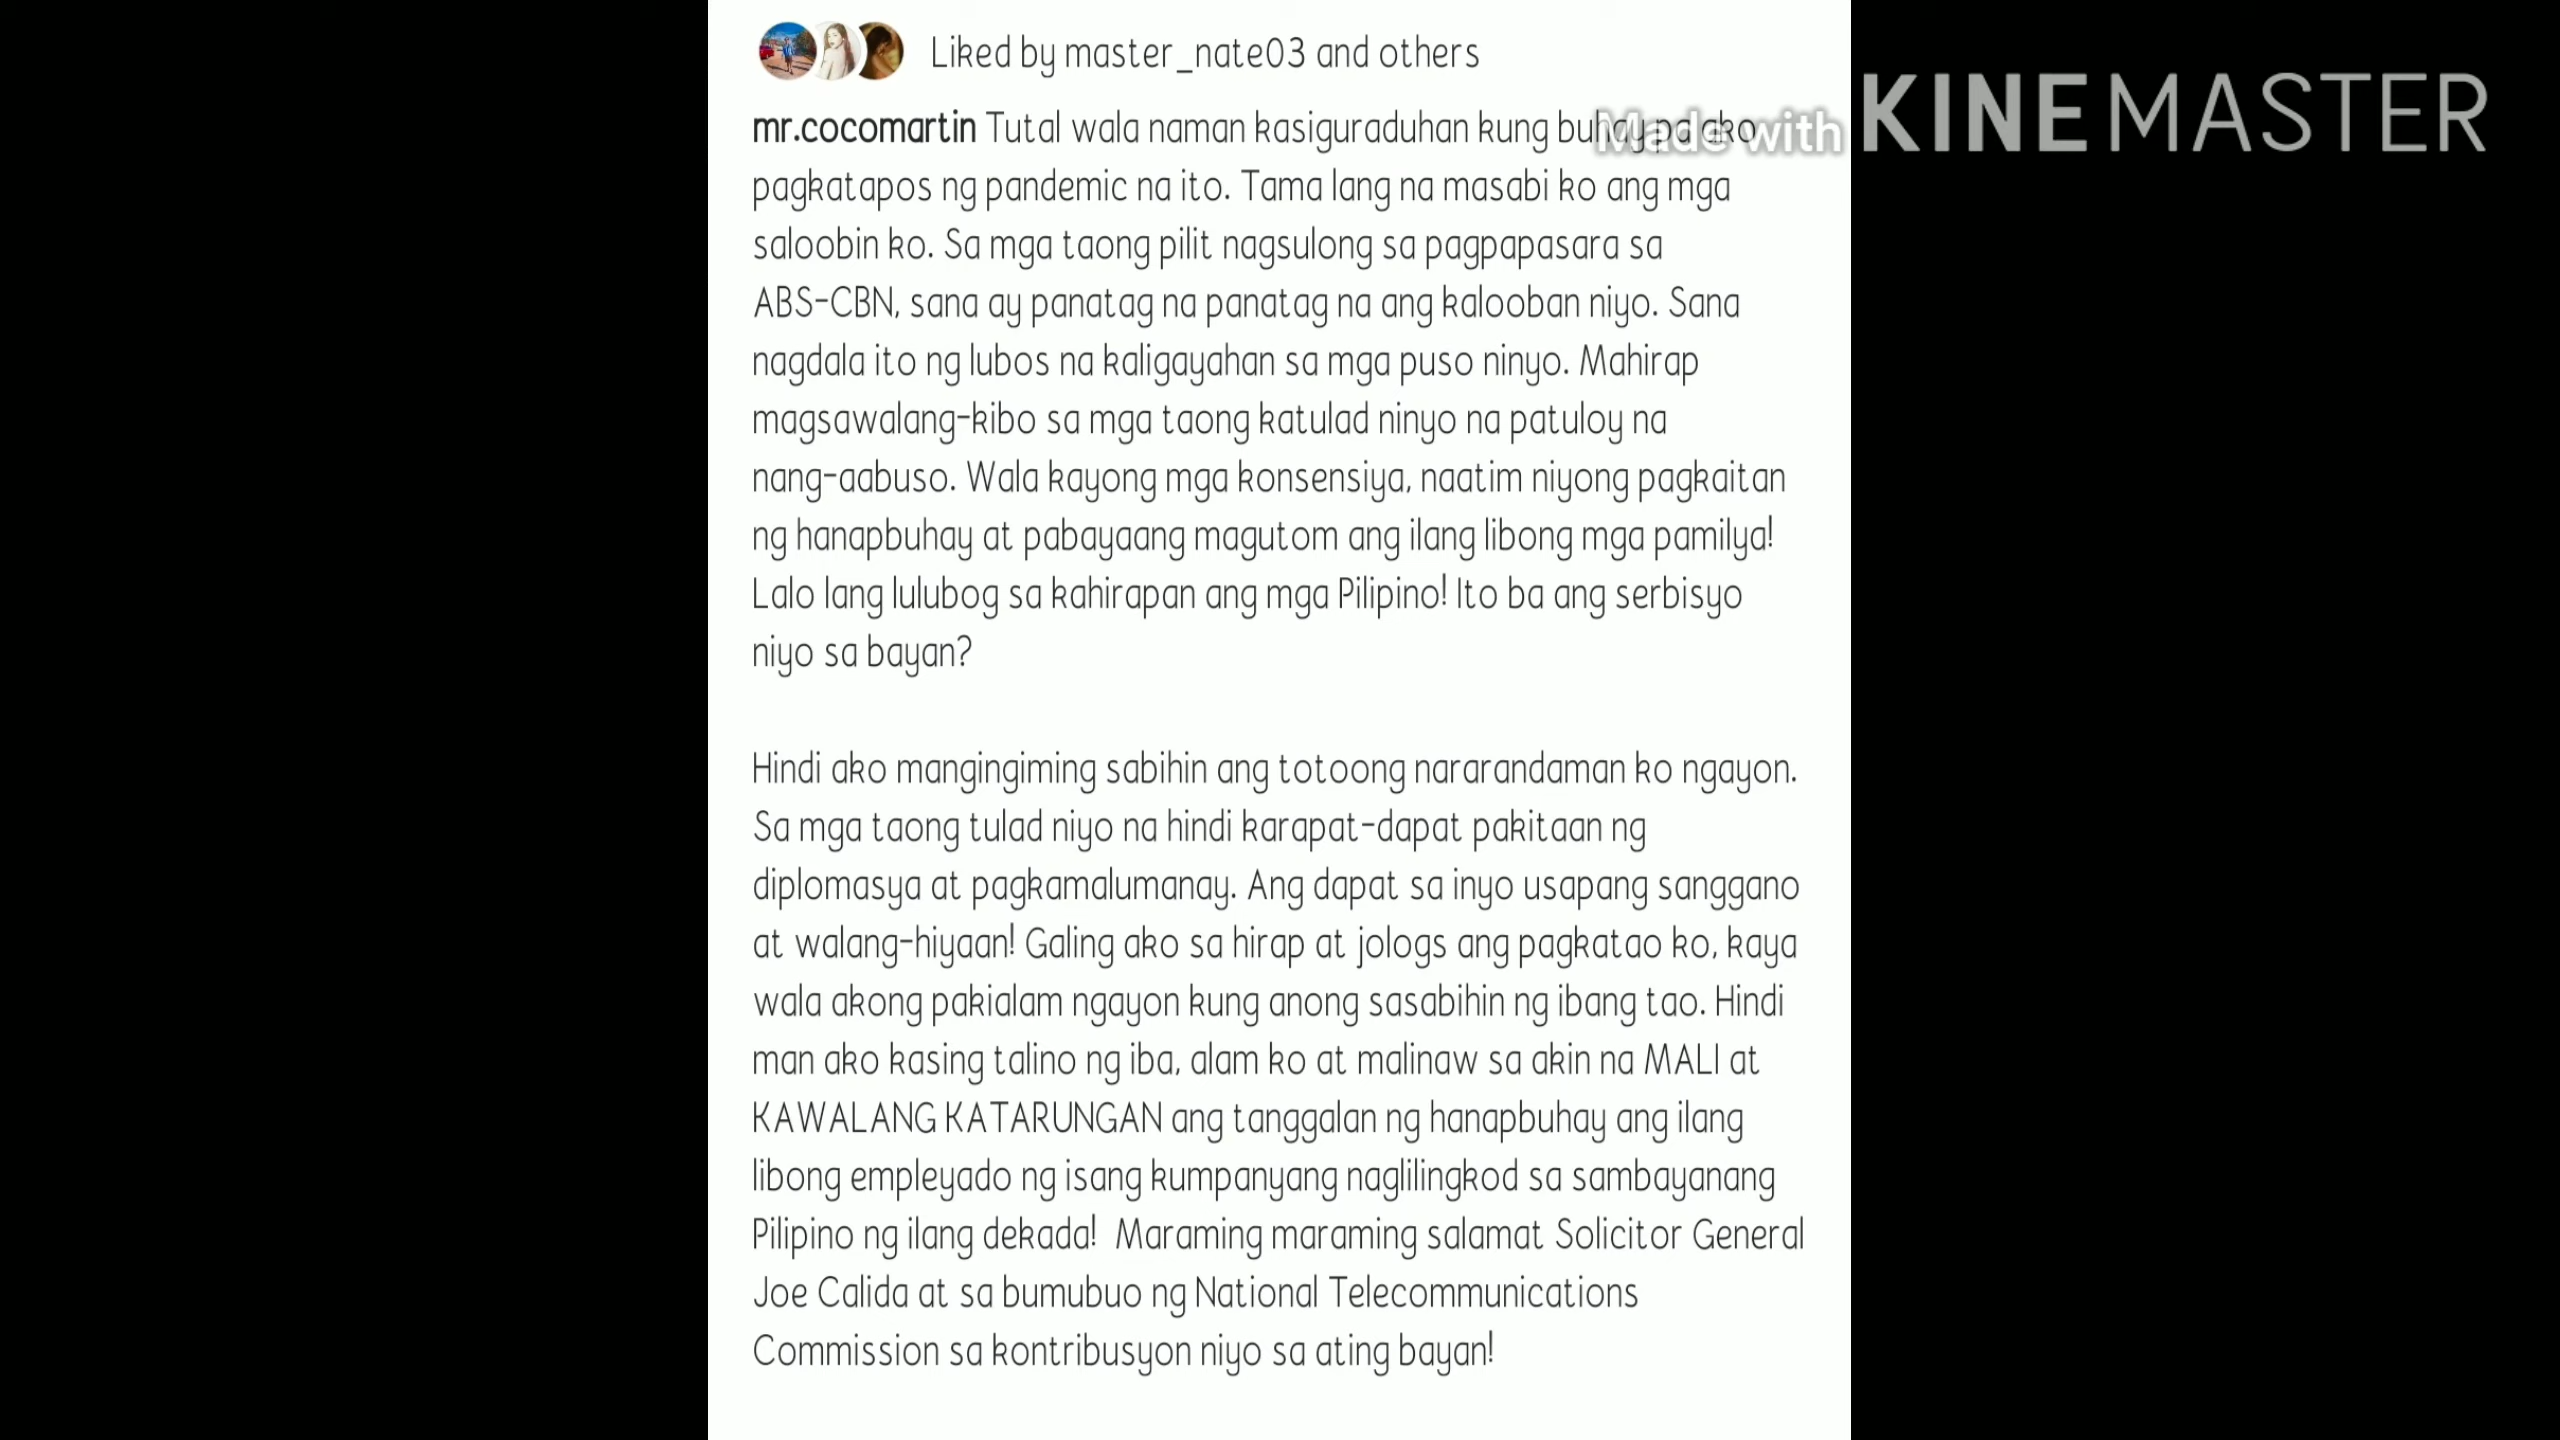 Liked by master_nate03 and others
mr.cocomartin Tutal wala naman kasiguraduhan kung buhay pa ako
Made with KINEMASTER
pagkatapos ng pandemic na ito. Tama lang na masabi ko ang mga
saloobin ko. Sa mga taong pilit nagsulong sa pagpapasara sa
ABS-CBN, sana ay panatag na panatag na ang kalooban niyo. Sana
nagdala ito ng lubos na kaligayahan sa mga puso ninyo. Mahirap
magsawalang-kibo sa mga taong katulad ninyo na patuloy na
nang-aabuso. Wala kayong mga konsensiya, naatim niyong pagkaitan
ng hanapbuhay at pabayaang magutom ang ilang libong mga pamilya!
Lalo lang lulubog sa kahirapan ang mga Pilipino! Ito ba ang serbisyo
niyo sa bayan?
Hindi ako mangingiming sabihin ang totoong nararandaman ko ngayon.
Sa mga taong tulad niyo na hindi karapat-dapat pakitaan ng
diplomasya at pagkamalumanay. Ang dapat sa inyo usapang sanggano
at walang-hiyaan! Galing ako sa hirap at jologs ang pagkatao ko, kaya
wala akong pakialam ngayon kung anong sasabihin ng ibang tao. Hindi
man ako kasing talino ng iba, alam ko at malinaw sa akin na MALI at
KAWALANG KATARUNGAN ang tanggalan ng hanapbuhay ang ilang
libong empleyado ng isang kumpanyang naglilingkod sa sambayanang
Pilipino ng ilang dekada!  Maraming maraming salamat Solicitor General
Joe Calida at sa bumubuo ng National Telecommunications
Commission sa kontribusyon niyo sa ating bayan!